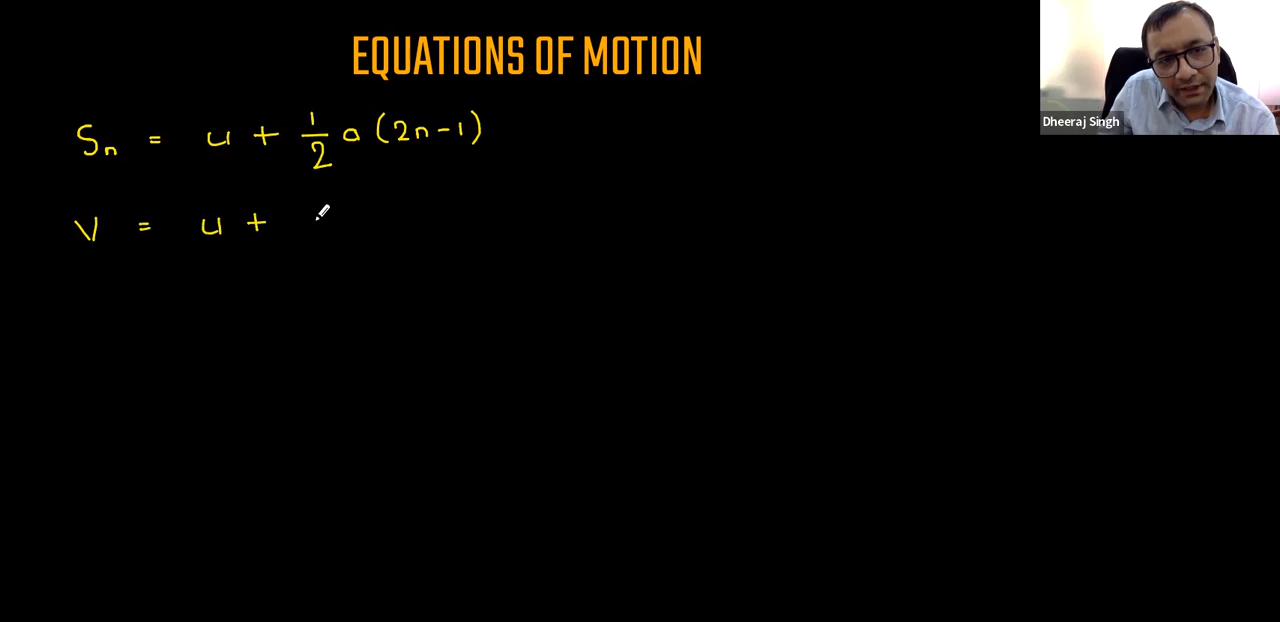 EQUATIONS OF MOTION
Sn = u + 1/2 a (2n-1)
V = u +
Dheeraj Singh